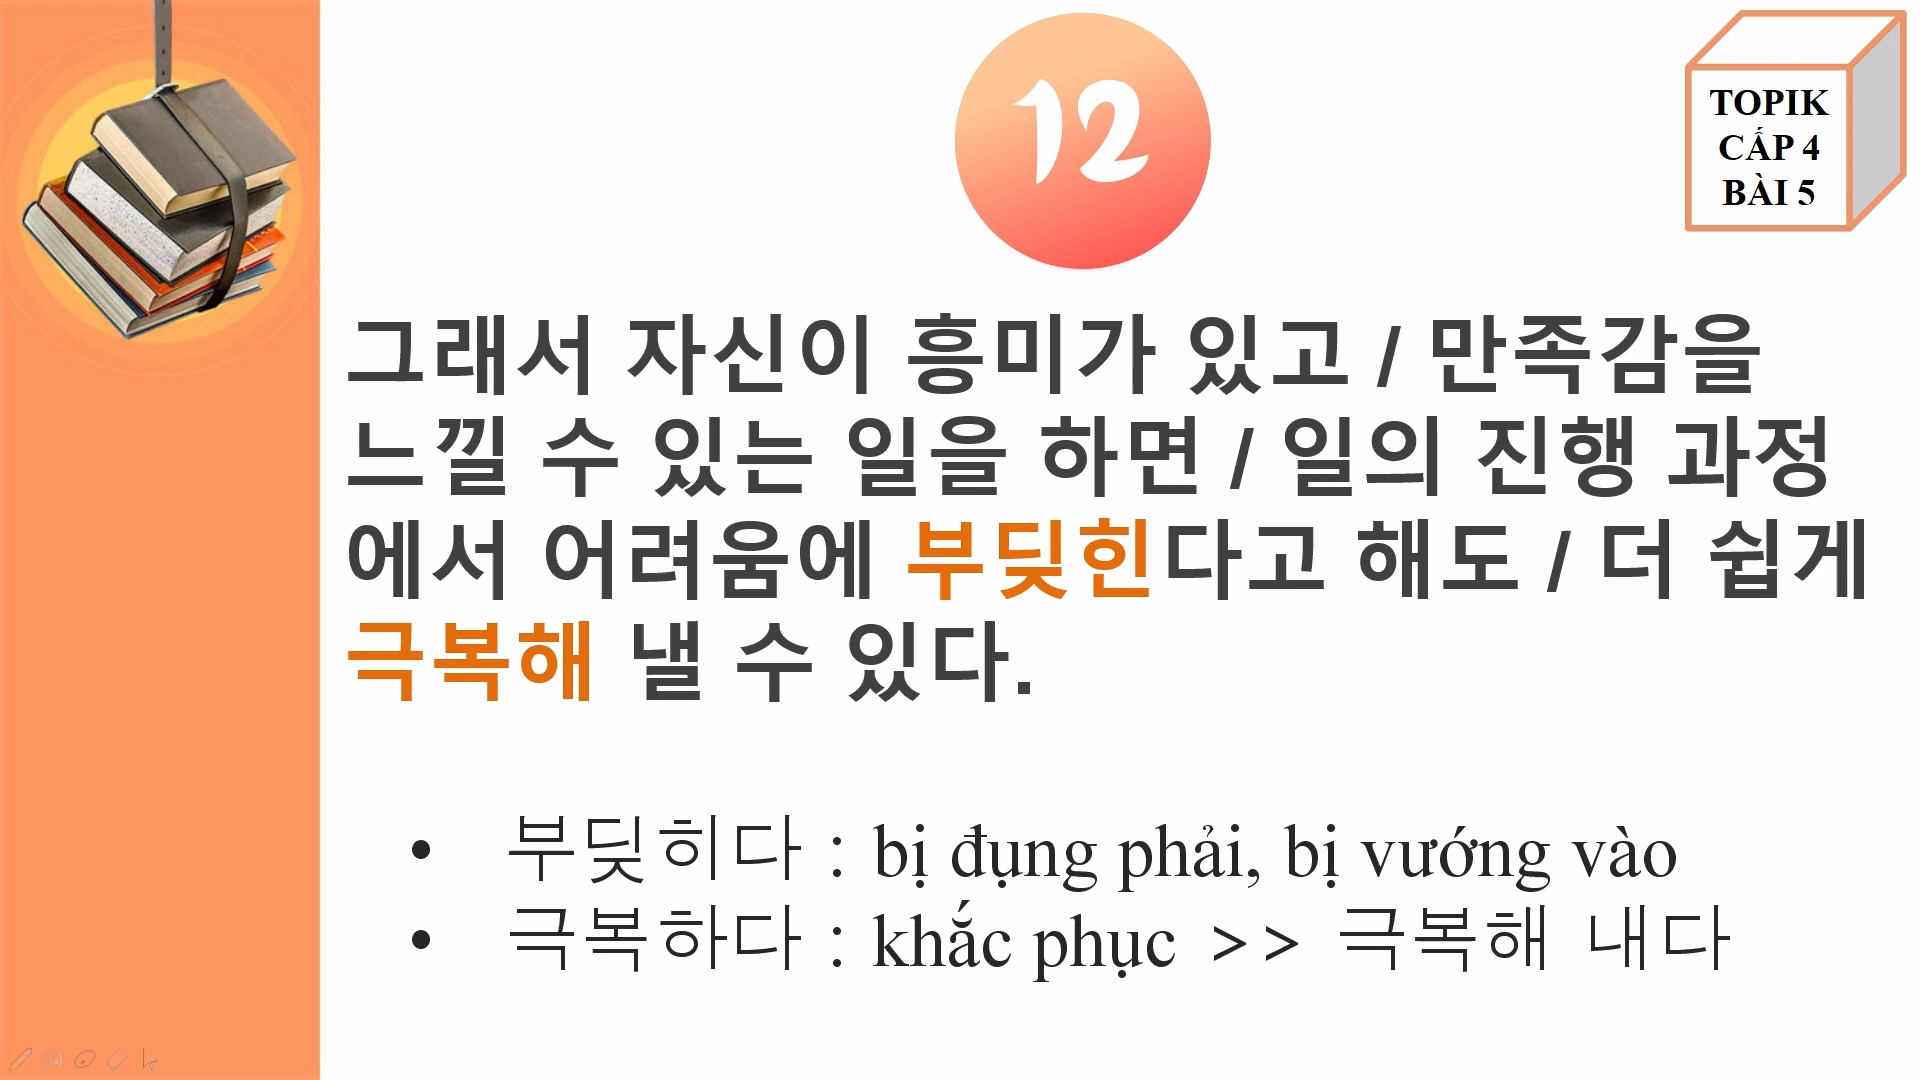 12
TOPIK
CẤP 4
BÀI 5
그래서 자신이 흥미가 있고 / 만족감을
느낄 수 있는 일을 하면 / 일의 진행 과정
에서 어려움에 부딪힌다고 해도 / 더 쉽게
극복해 낼 수 있다.
• 부딪히다 : bị đụng phải, bị vướng vào
• 극복하다 : khắc phục >> 극복해 내다